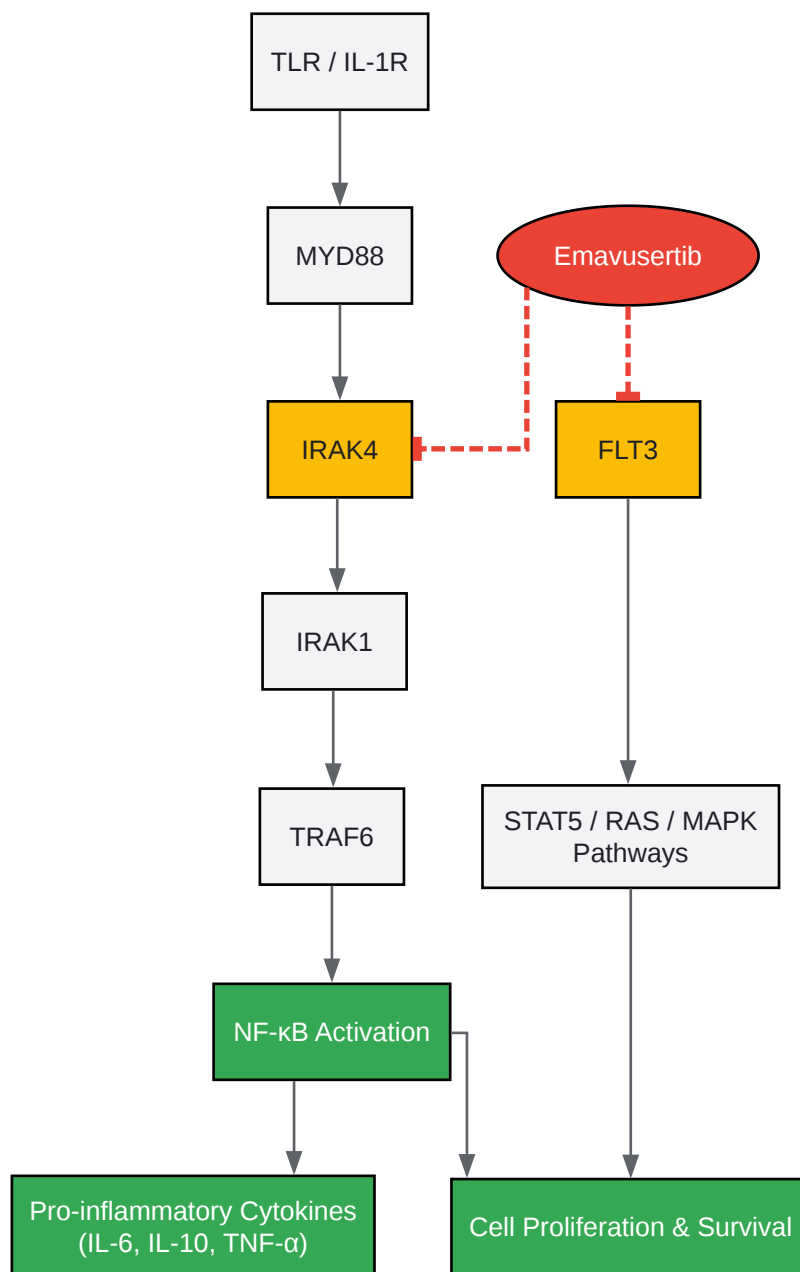 TLR / IL-1R
MYD88
Emavusertib
IRAK4
FLT3
IRAK1
TRAF6
STAT5 / RAS / MAPK
Pathways
NF-κB Activation
Pro-inflammatory Cytokines
(IL-6, IL-10, TNF-α)
Cell Proliferation & Survival